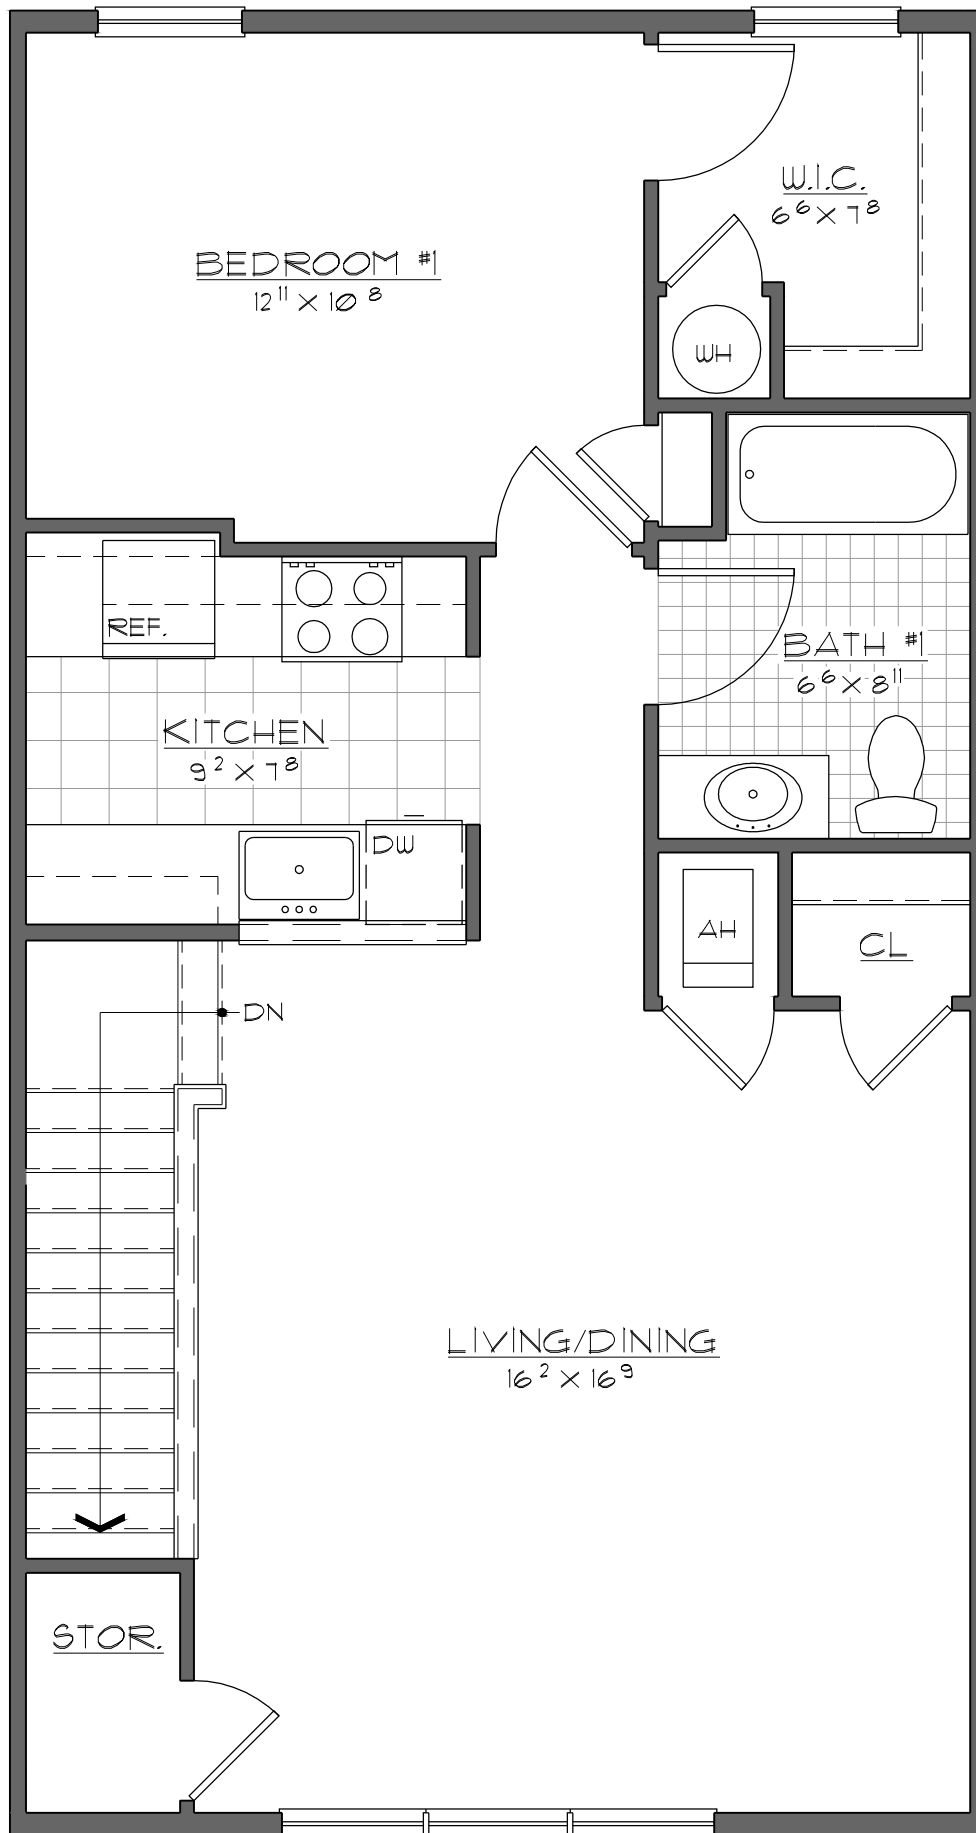 W.I.C.
6⁶ X 7⁸
BEDROOM #1
12¹¹ X 10⁸
WH
REF.
BATH #1
6⁶ X 8¹¹
KITCHEN
9² X 7⁸
DW
AH
CL
DN
LIVING/DINING
16² X 16⁹
STOR.